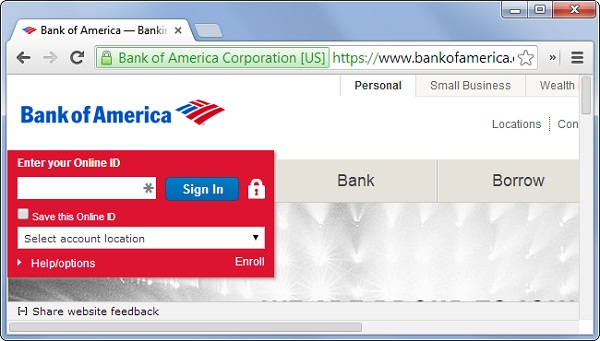 Bank of America — Bankin
Bank of America Corporation [US] https://www.bankofamerica.
Personal Small Business Wealth
Bank of America
Locations Con
Enter your Online ID
Sign In
Bank Borrow
Save this Online ID
Select account location
Help/options Enroll
[+] Share website feedback